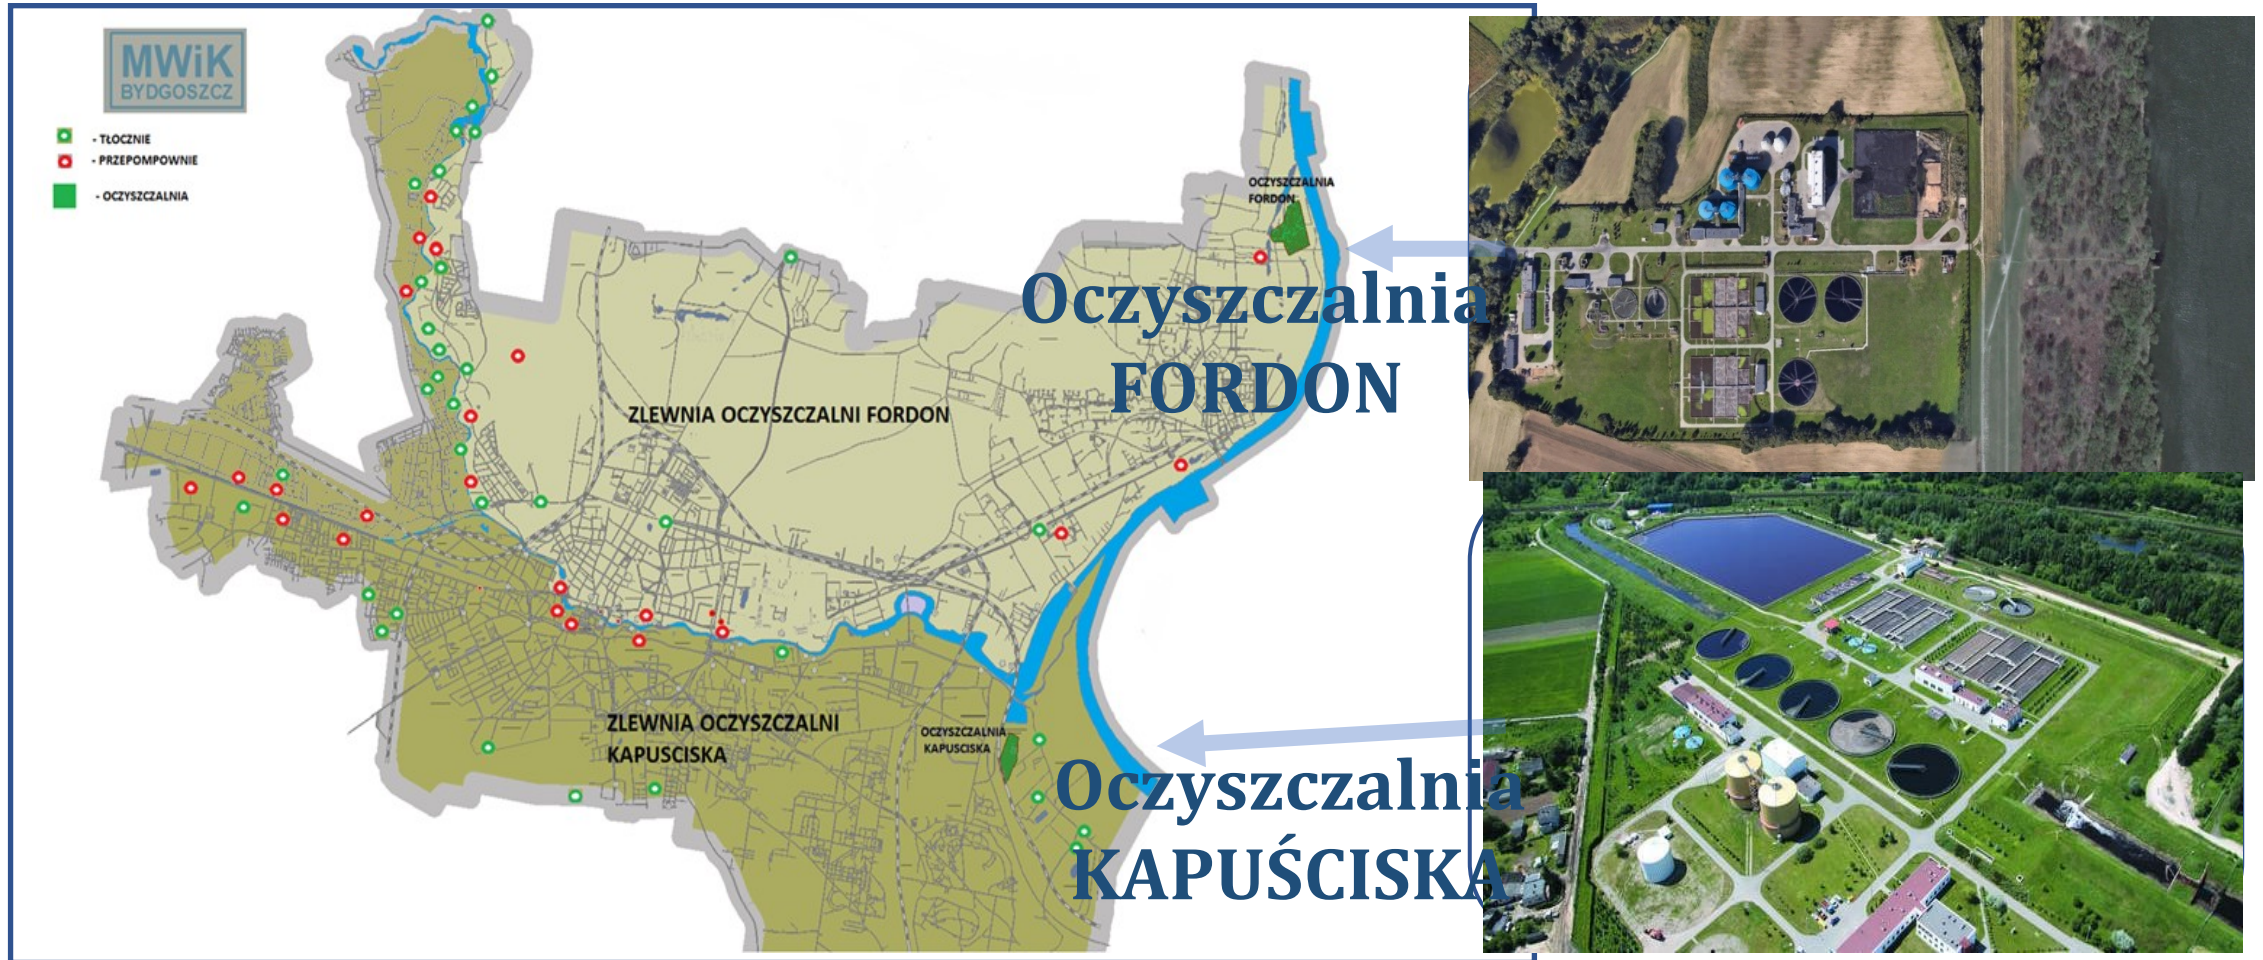 MWiK
BYDGOSZCZ
- TŁOCZNIE
- PRZEPOMPOWNIE
- OCZYSZCZALNIA
OCZYSZCZALNIA
FORDON
Oczyszczalnia
FORDON
ZLEWNIA OCZYSZCZALNI FORDON
ZLEWNIA OCZYSZCZALNI
KAPUSCISKA
OCZYSZCZALNIA
KAPUSCISKA
Oczyszczalnia
KAPUŚCISKA